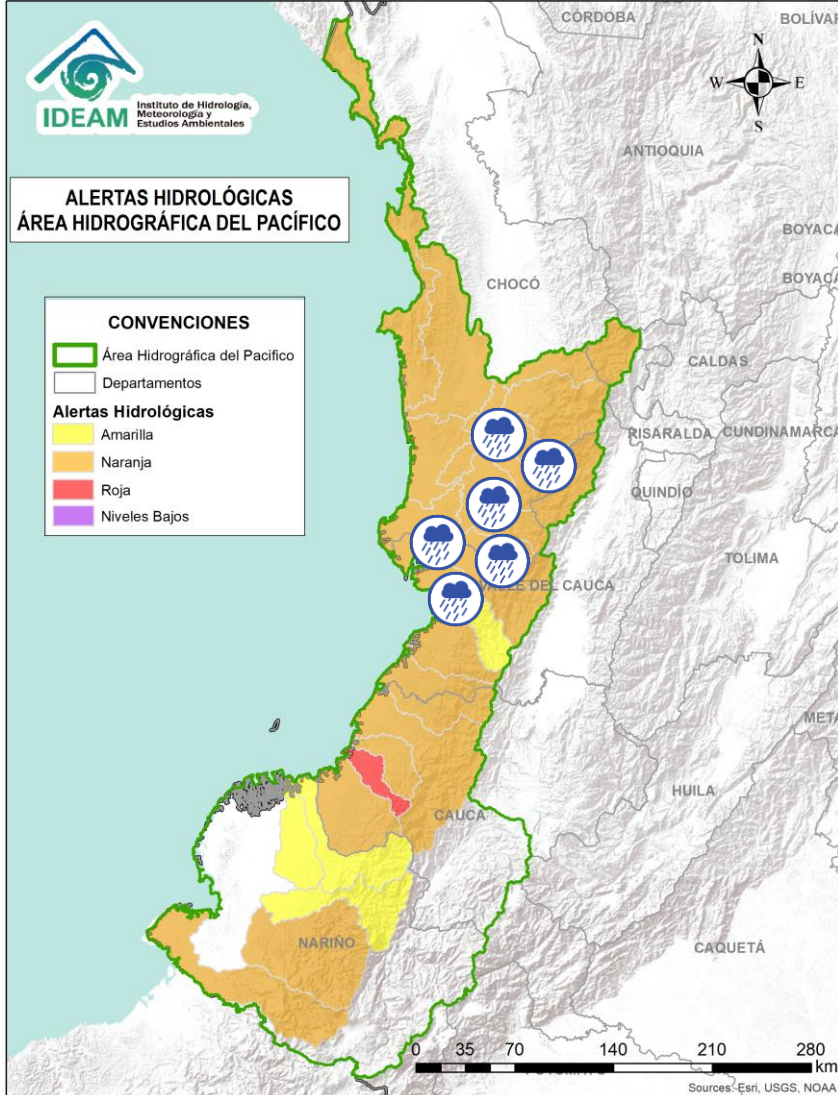 IDEAM
Instituto de Hidrología,
Meteorología y
Estudios Ambientales
ALERTAS HIDROLÓGICAS
ÁREA HIDROGRÁFICA DEL PACÍFICO
CONVENCIONES
Área Hidrográfica del Pacifico
Departamentos
Alertas Hidrológicas
Amarilla
Naranja
Roja
Niveles Bajos
N
W E
S
CÓRDOBA
BOLÍVAR
ANTIOQUIA
BOYACÁ
BOYACÁ
CHOCÓ
CALDAS
RISARALDA
CUNDINAMARCA
QUINDÍO
TOLIMA
VALLE DEL CAUCA
META
HUILA
CAUCA
NARIÑO
CAQUETÁ
0 35 70 140 210 280
km
Sources: Esri, USGS, NOAA